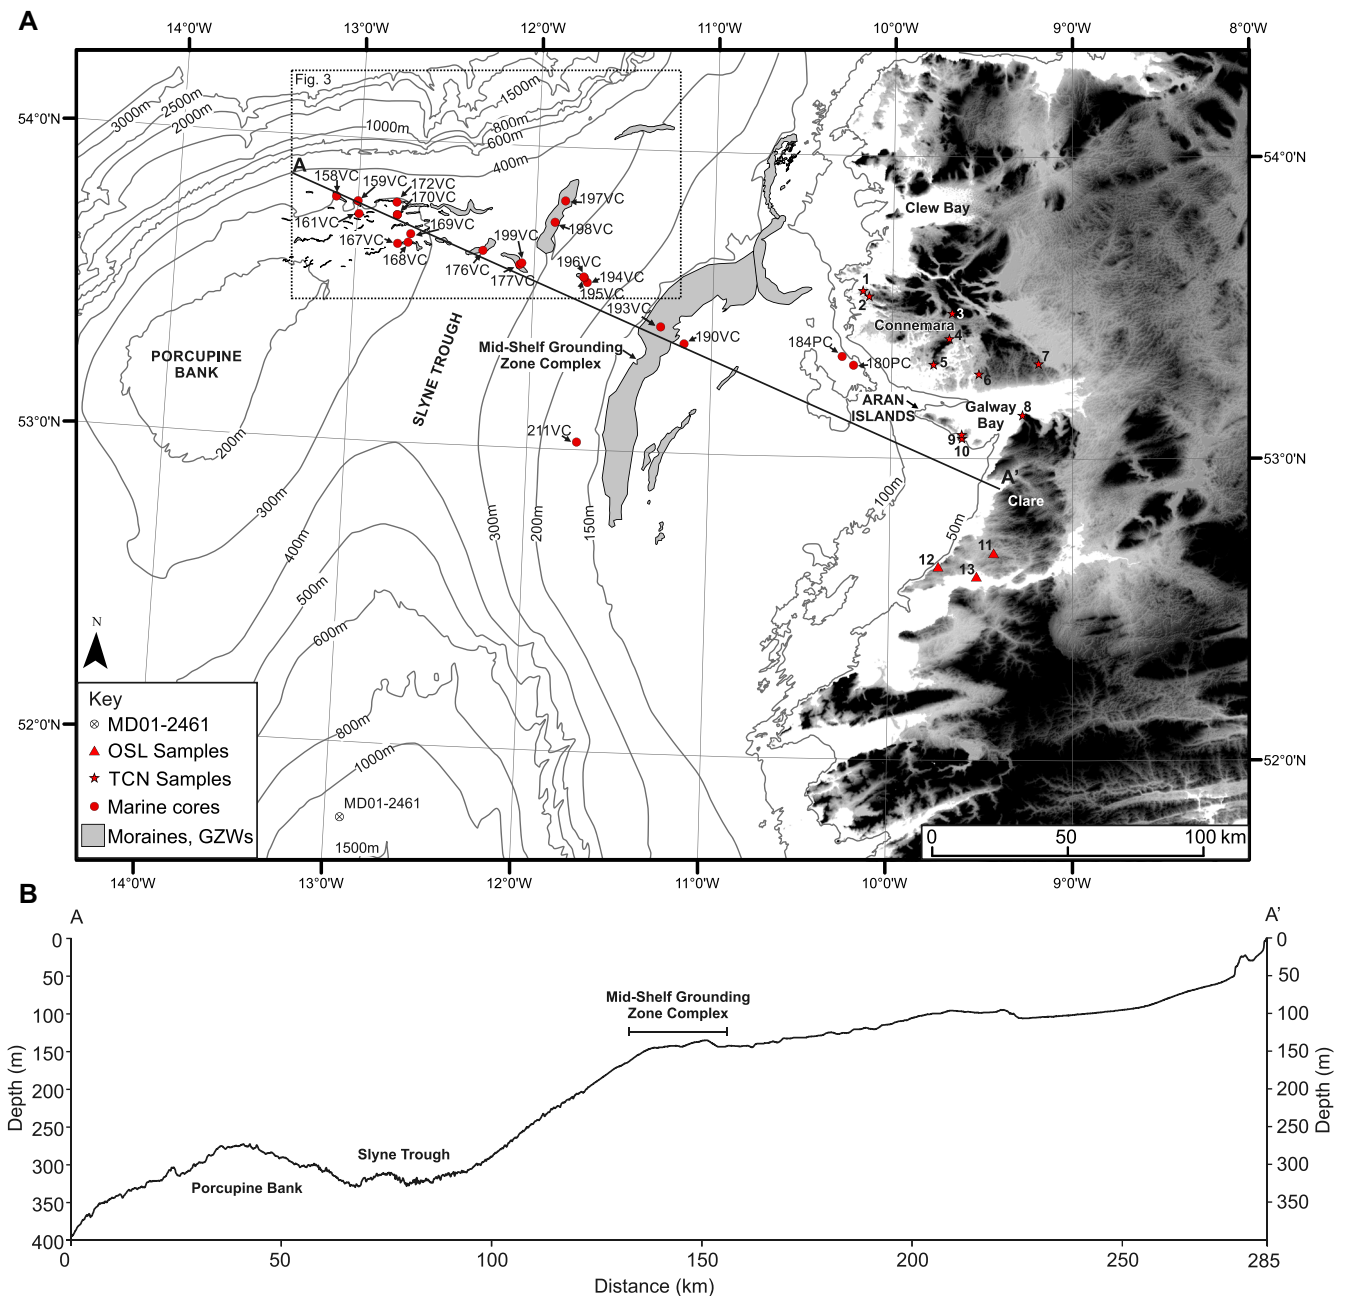 A
14°0'W 13°0'W 12°0'W 11°0'W 10°0'W 9°0'W 8°0'W
Fig. 3
3000m
2500m
2000m
1500m
1000m
800m
600m
400m
54°0'N
54°0'N
A
158VC
159VC
172VC
170VC
161VC
169VC
167VC
168VC
197VC
198VC
199VC
176VC
177VC
196VC
194VC
195VC
193VC
190VC
184PC
180PC
211VC
Clew Bay
1
2
3
Connemara
4
5
6
7
PORCUPINE
BANK
SLYNE TROUGH
Mid-Shelf Grounding
Zone Complex
ARAN
ISLANDS
Galway
Bay
8
9
10
A'
Clare
53°0'N
53°0'N
200m
300m
400m
500m
600m
800m
1000m
1500m
300m
200m
150m
100m
50m
11
12
13
52°0'N
52°0'N
N
Key
MD01-2461
OSL Samples
TCN Samples
Marine cores
Moraines, GZWs
MD01-2461
0 50 100 km
14°0'W 13°0'W 12°0'W 11°0'W 10°0'W 9°0'W
B
A
A'
0
50
100
150
200
250
300
350
400
Depth (m)
Mid-Shelf Grounding
Zone Complex
Slyne Trough
Porcupine Bank
0
50
100
150
200
250
300
350
Depth (m)
0 50 100 150 200 250 285
Distance (km)